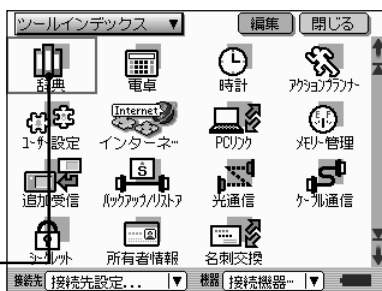 ツールインデックス ▼ 編集 閉じる
辞典 電卓 時計 アクションプランナー
ユーザー設定 インターネ… PCリンク メモリー管理
追加受信 バックアップ/リストア 光通信 ケーブル通信
シークレット 所有者情報 名刺交換
接続先 接続先設定... ▼ 機器 接続機器… ▼
Internet